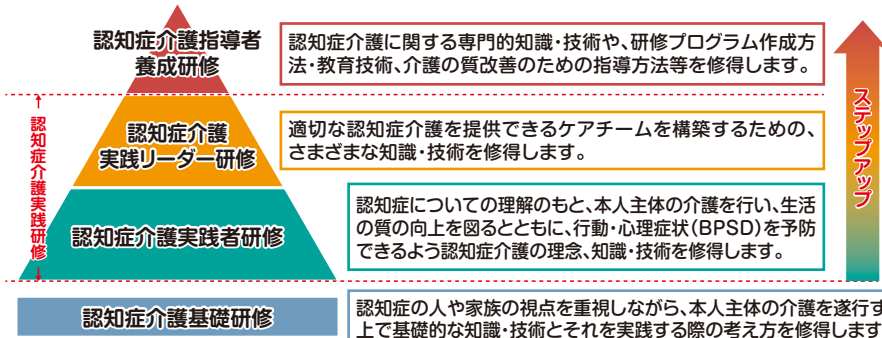 認知症介護指導者
養成研修
認知症介護に関する専門的知識・技術や、研修プログラム作成方
法・教育技術、介護の質改善のための指導方法等を修得します。
認知症介護
実践リーダー研修
適切な認知症介護を提供できるケアチームを構築するための、
さまざまな知識・技術を修得します。
認知症介護実践者研修
認知症についての理解のもと、本人主体の介護を行い、生活
の質の向上を図るとともに、行動・心理症状(BPSD)を予防
できるよう認知症介護の理念、知識・技術を修得します。
認知症介護実践研修
ステップアップ
認知症介護基礎研修
認知症の人や家族の視点を重視しながら、本人主体の介護を遂行す
上で基礎的な知識・技術とそれを実践する際の考え方を修得します